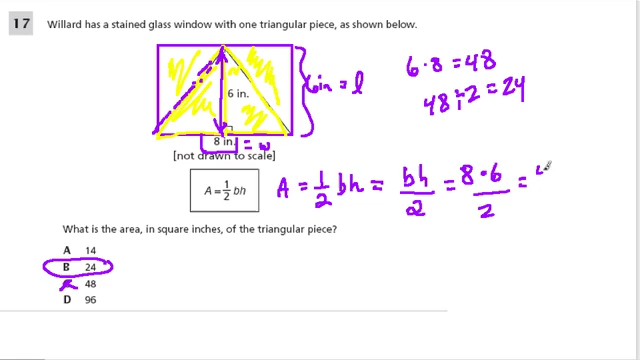 17 Willard has a stained glass window with one triangular piece, as shown below.
6 · 8 = 48
48 ÷ 2 = 24
6 in.
6in = l
8 in. = w
[not drawn to scale]
A = 1/2 bh
A = 1/2 bh = bh/2 = 8·6/2 =
What is the area, in square inches, of the triangular piece?
A 14
B 24
48
D 96